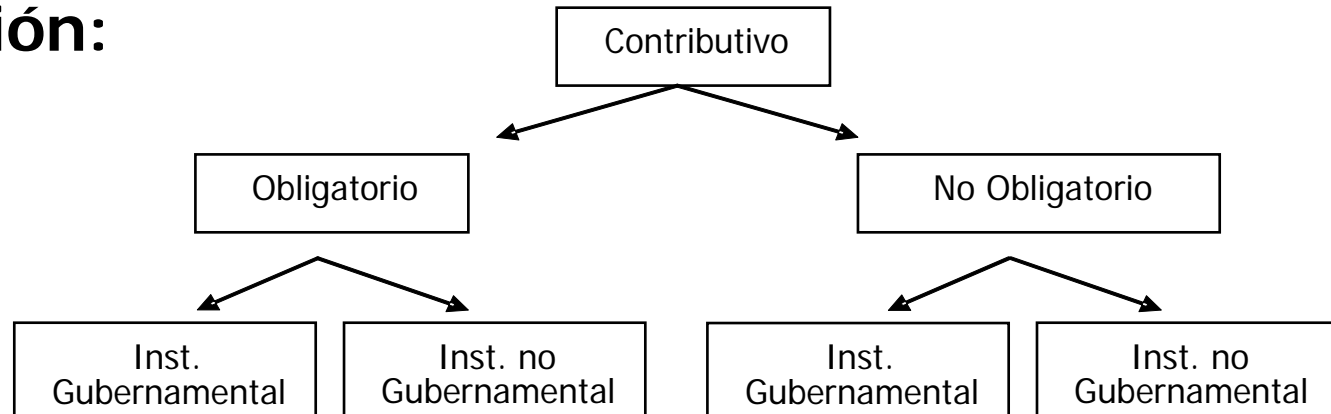 ión:
Contributivo
Obligatorio
No Obligatorio
Inst.
Gubernamental
Inst. no
Gubernamental
Inst.
Gubernamental
Inst. no
Gubernamental